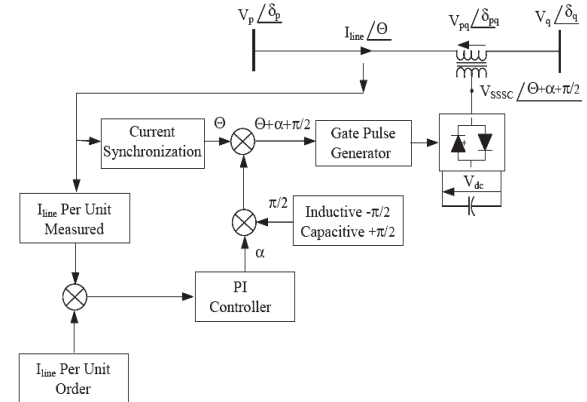 Vp/δp
Iline/Θ
Vpq/δpq
Vq/δq
VSSSC/Θ+α+π/2
Current
Synchronization
Θ
Θ+α+π/2
Gate Pulse
Generator
Vdc
Iline Per Unit
Measured
π/2
Inductive -π/2
Capacitive +π/2
α
PI
Controller
Iline Per Unit
Order